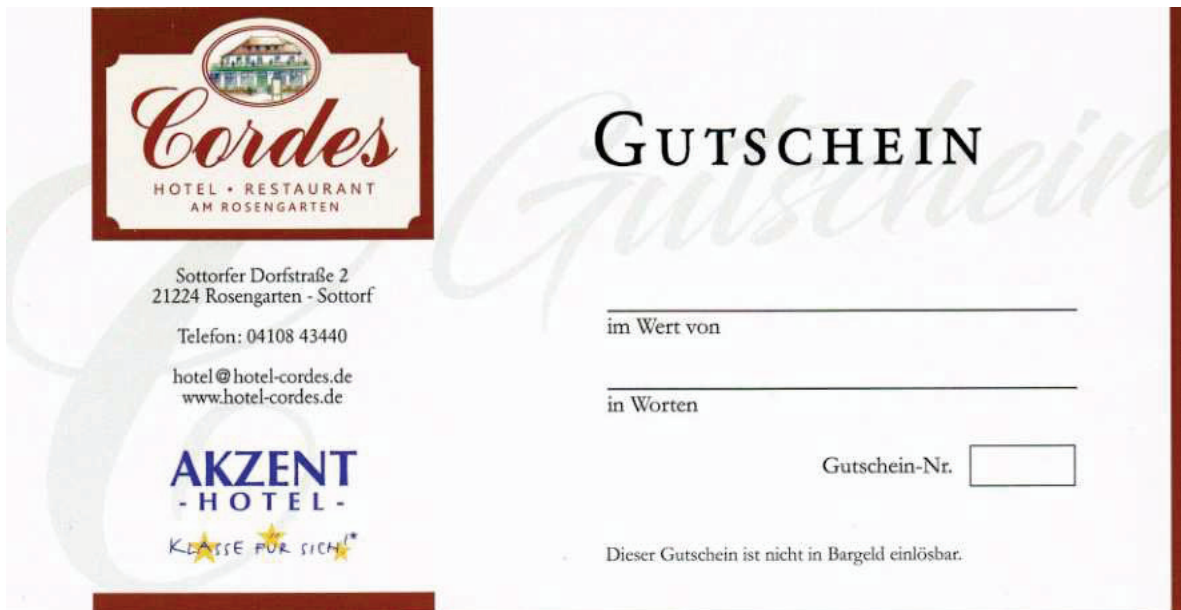 Cordes
HOTEL • RESTAURANT
AM ROSENGARTEN
Sottorfer Dorfstraße 2
21224 Rosengarten - Sottorf
Telefon: 04108 43440
hotel@hotel-cordes.de
www.hotel-cordes.de
AKZENT
- HOTEL -
KLASSE FÜR SICH!*
Gutschein
GUTSCHEIN
im Wert von
in Worten
Gutschein-Nr.
Dieser Gutschein ist nicht in Bargeld einlösbar.